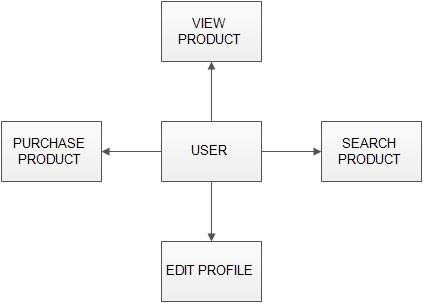 VIEW
PRODUCT
PURCHASE
PRODUCT
USER
SEARCH
PRODUCT
EDIT PROFILE